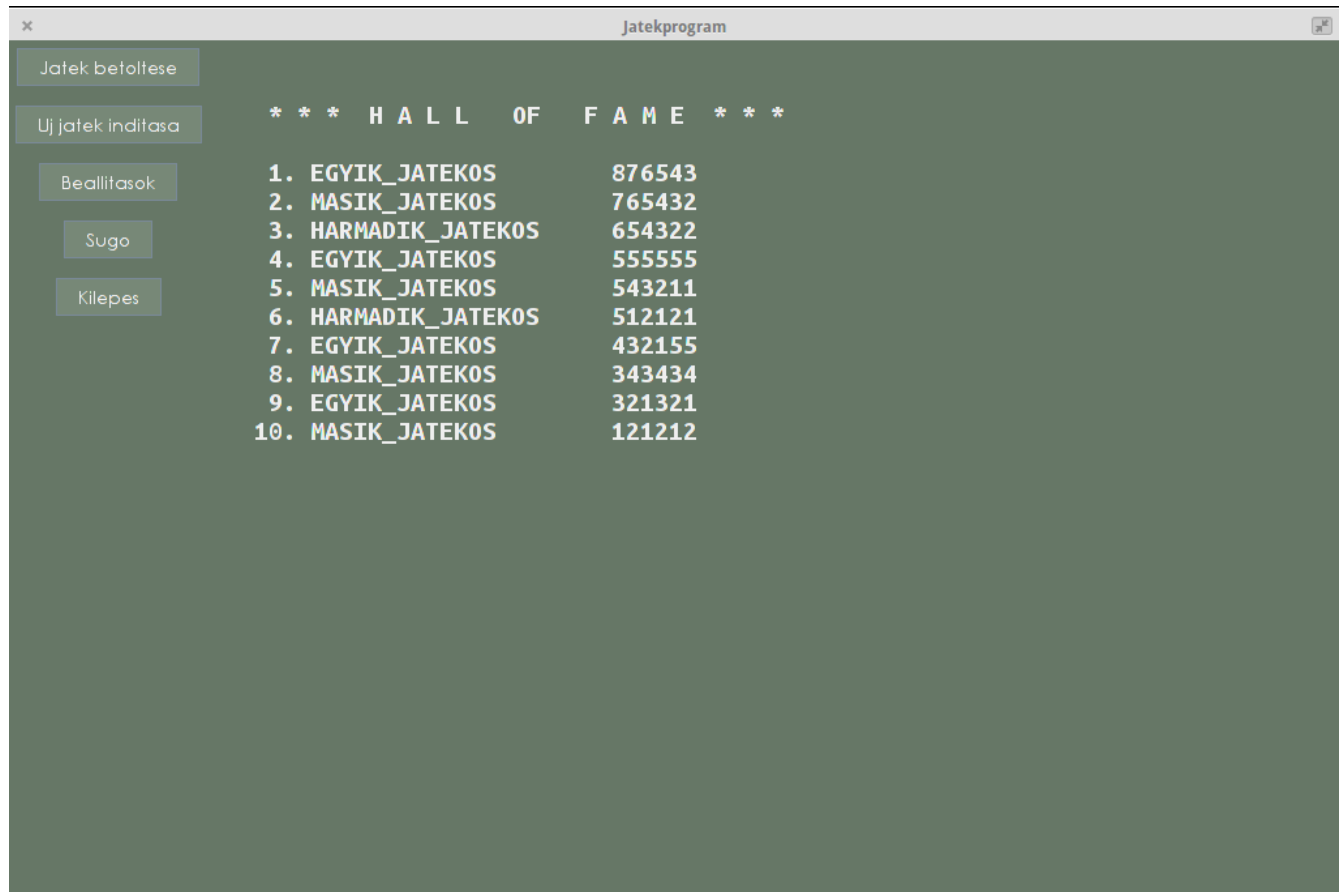 Jatekprogram
Jatek betoltese
Uj jatek inditasa
Beallitasok
Sugo
Kilepes
* * * H A L L OF F A M E * * *
1. EGYIK_JATEKOS 876543
2. MASIK_JATEKOS 765432
3. HARMADIK_JATEKOS 654322
4. EGYIK_JATEKOS 555555
5. MASIK_JATEKOS 543211
6. HARMADIK_JATEKOS 512121
7. EGYIK_JATEKOS 432155
8. MASIK_JATEKOS 343434
9. EGYIK_JATEKOS 321321
10. MASIK_JATEKOS 121212